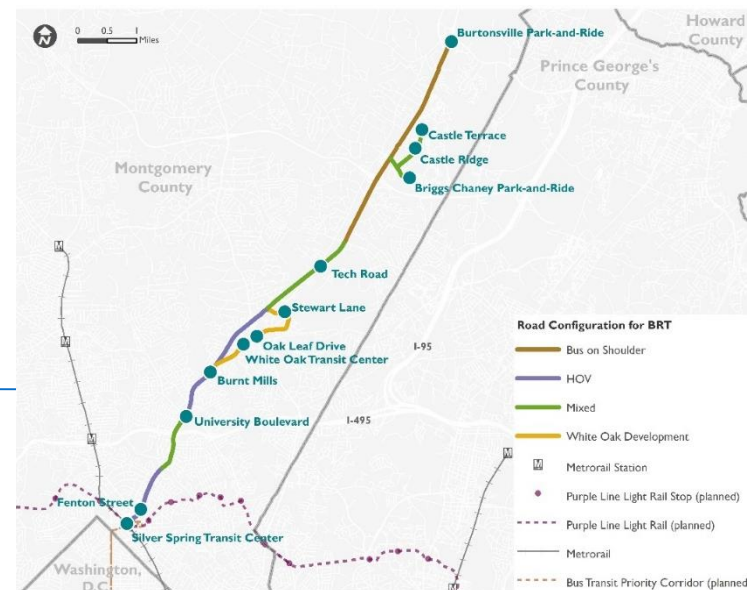 Howard
County
Burtonsville Park-and-Ride
0 0.5 1
Miles
N
Prince George's
County
Castle Terrace
Castle Ridge
Montgomery
County
Briggs Chaney Park-and-Ride
M
Tech Road
Stewart Lane
Road Configuration for BRT
Oak Leaf Drive
M
I-95
Bus on Shoulder
White Oak Transit Center
Burnt Mills
HOV
University Boulevard
I-495
Mixed
White Oak Development
M
M
M Metrorail Station
Purple Line Light Rail Stop (planned)
Fenton Street
Purple Line Light Rail (planned)
Silver Spring Transit Center
Metrorail
Washington,
D.C.
M
Bus Transit Priority Corridor (planned